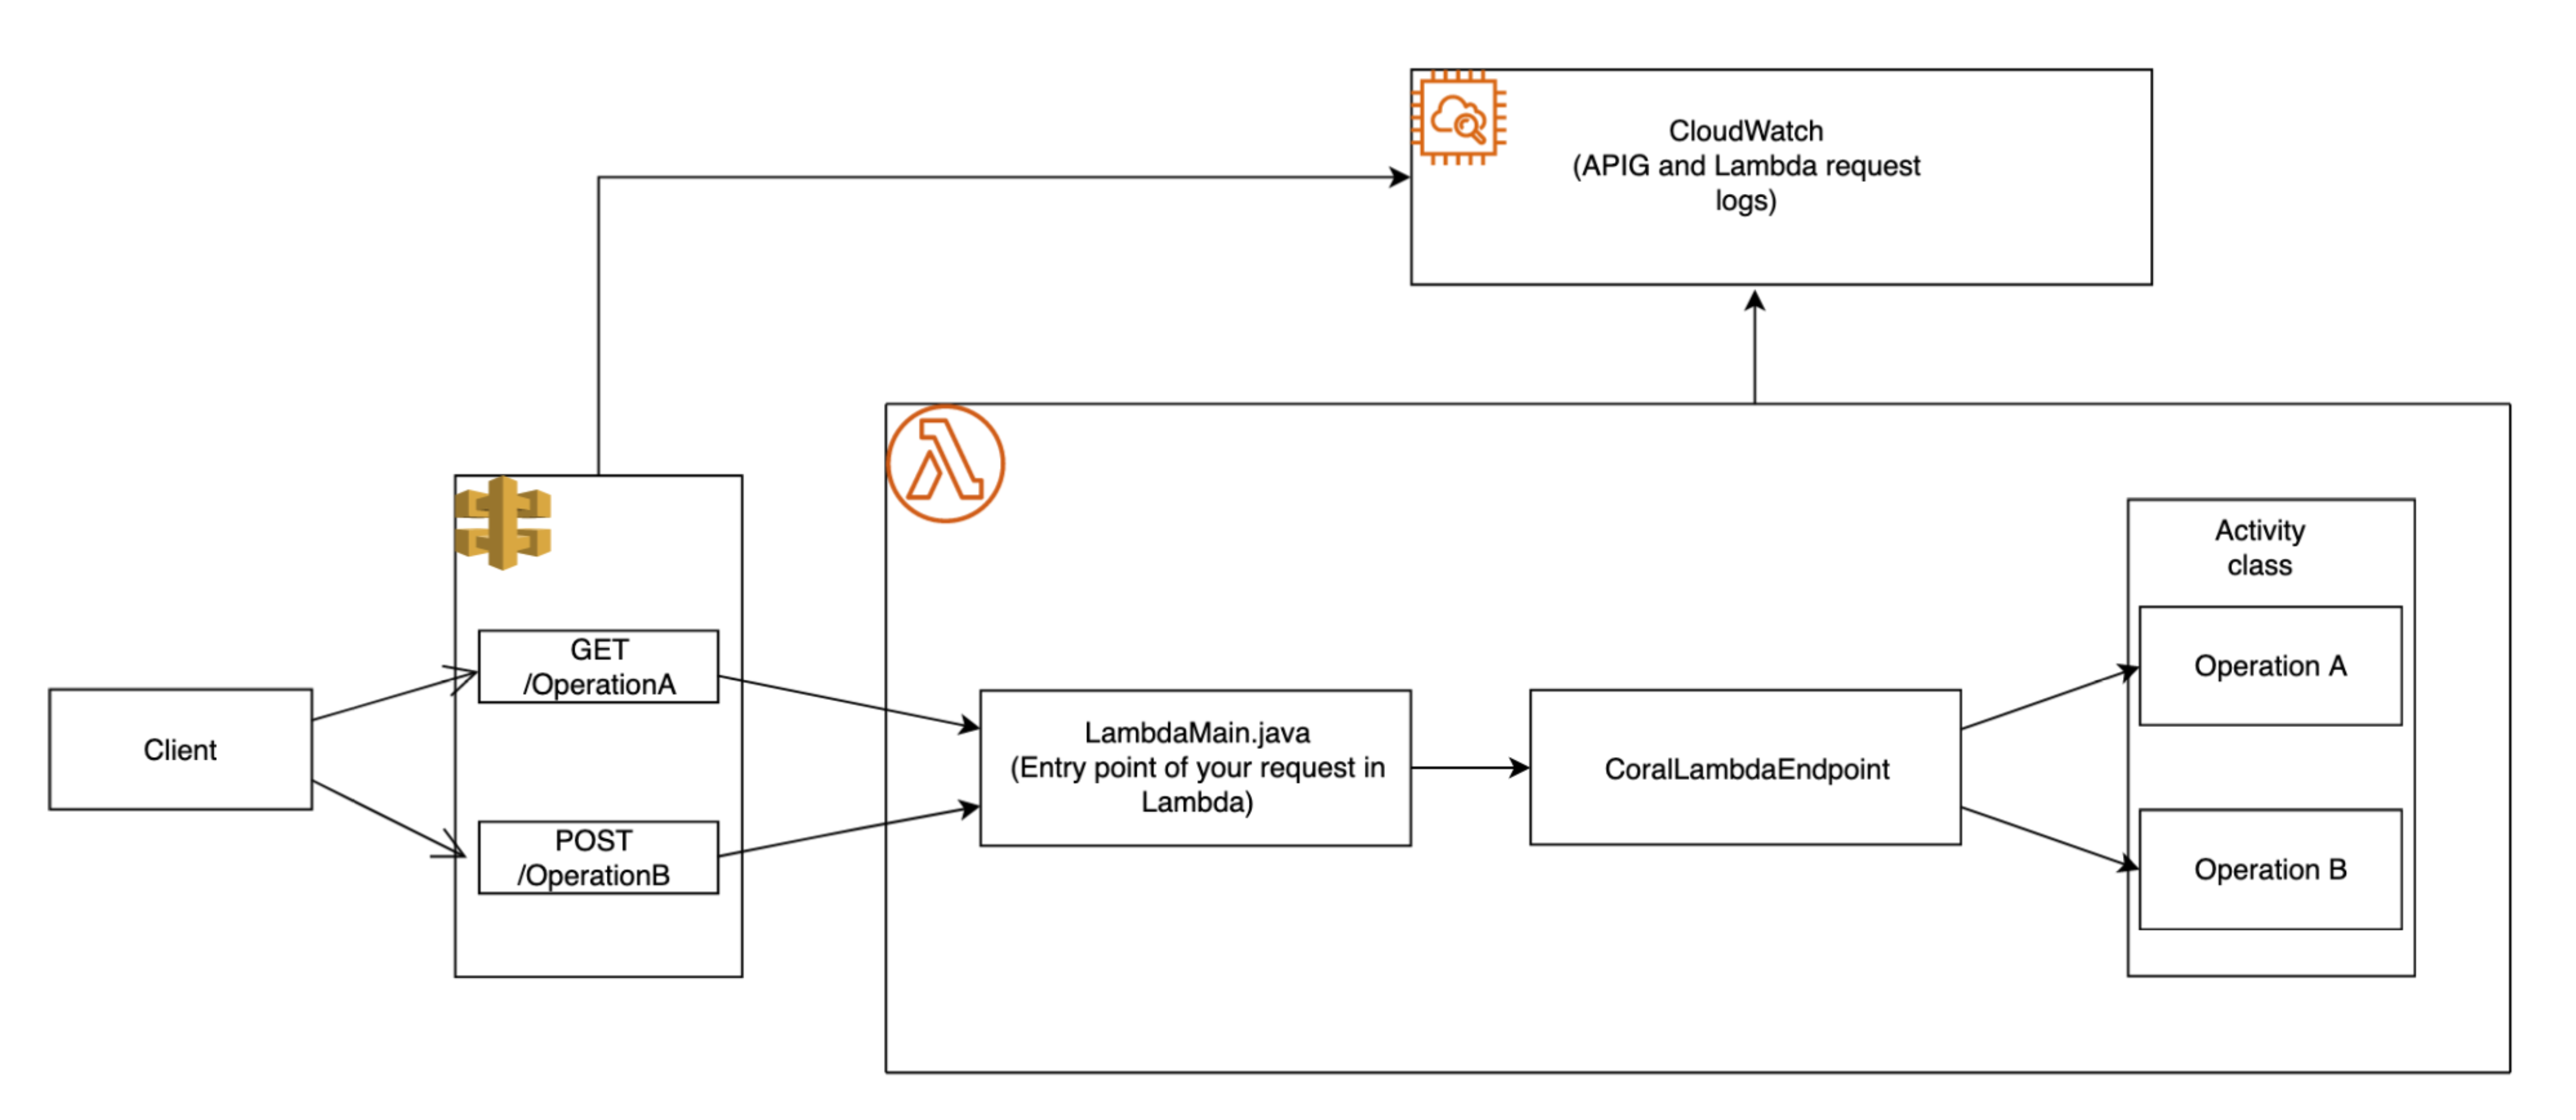 CloudWatch
(APIG and Lambda request
logs)
Activity
class
GET
/OperationA
Operation A
Client
LambdaMain.java
(Entry point of your request in
Lambda)
CoralLambdaEndpoint
POST
/OperationB
Operation B